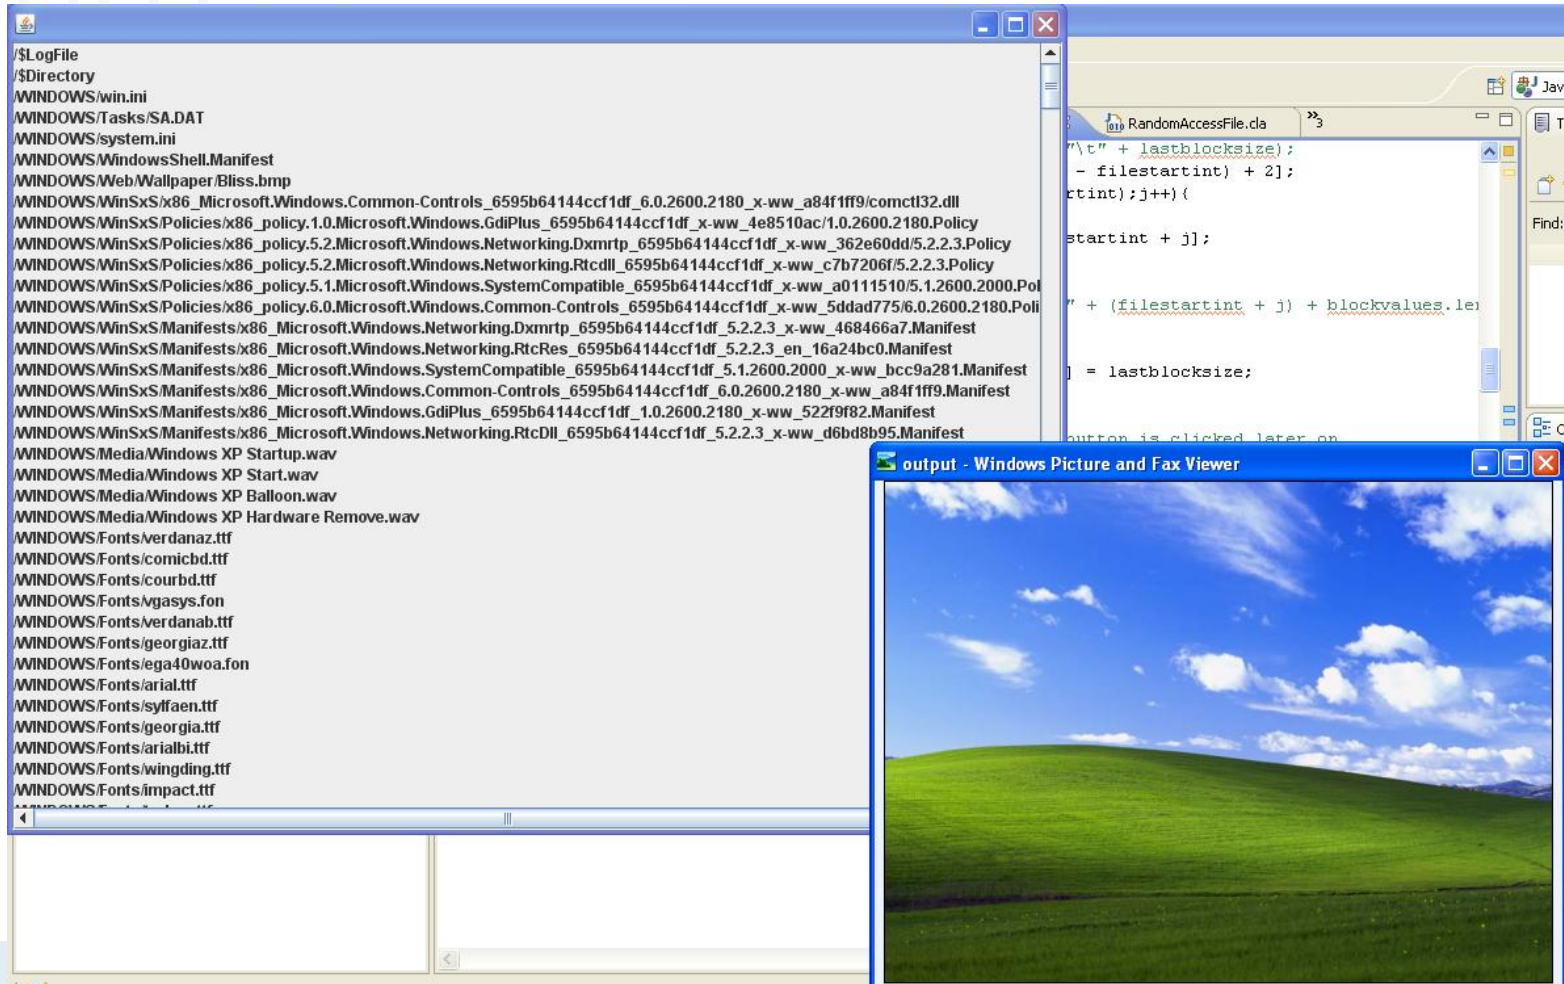 /$LogFile
/$Directory
/WINDOWS/win.ini
/WINDOWS/Tasks/SA.DAT
/WINDOWS/system.ini
/WINDOWS/WindowsShell.Manifest
/WINDOWS/Web/Wallpaper/Bliss.bmp
/WINDOWS/WinSxS/x86_Microsoft.Windows.Common-Controls_6595b64144ccf1df_6.0.2600.2180_x-ww_a84f1ff9/comctl32.dll
/WINDOWS/WinSxS/Policies/x86_policy.1.0.Microsoft.Windows.GdiPlus_6595b64144ccf1df_x-ww_4e8510ac/1.0.2600.2180.Policy
/WINDOWS/WinSxS/Policies/x86_policy.5.2.Microsoft.Windows.Networking.Dxmrtp_6595b64144ccf1df_x-ww_362e60dd/5.2.2.3.Policy
/WINDOWS/WinSxS/Policies/x86_policy.5.2.Microsoft.Windows.Networking.Rtcdll_6595b64144ccf1df_x-ww_c7b7206f/5.2.2.3.Policy
/WINDOWS/WinSxS/Policies/x86_policy.5.1.Microsoft.Windows.SystemCompatible_6595b64144ccf1df_x-ww_a0111510/5.1.2600.2000.Pol
/WINDOWS/WinSxS/Policies/x86_policy.6.0.Microsoft.Windows.Common-Controls_6595b64144ccf1df_x-ww_5ddad775/6.0.2600.2180.Poli
/WINDOWS/WinSxS/Manifests/x86_Microsoft.Windows.Networking.Dxmrtp_6595b64144ccf1df_5.2.2.3_x-ww_468466a7.Manifest
/WINDOWS/WinSxS/Manifests/x86_Microsoft.Windows.Networking.RtcRes_6595b64144ccf1df_5.2.2.3_en_16a24bc0.Manifest
/WINDOWS/WinSxS/Manifests/x86_Microsoft.Windows.SystemCompatible_6595b64144ccf1df_5.1.2600.2000_x-ww_bcc9a281.Manifest
/WINDOWS/WinSxS/Manifests/x86_Microsoft.Windows.Common-Controls_6595b64144ccf1df_6.0.2600.2180_x-ww_a84f1ff9.Manifest
/WINDOWS/WinSxS/Manifests/x86_Microsoft.Windows.GdiPlus_6595b64144ccf1df_1.0.2600.2180_x-ww_522f9f82.Manifest
/WINDOWS/WinSxS/Manifests/x86_Microsoft.Windows.Networking.RtcDll_6595b64144ccf1df_5.2.2.3_x-ww_d6bd8b95.Manifest
/WINDOWS/Media/Windows XP Startup.wav
/WINDOWS/Media/Windows XP Start.wav
/WINDOWS/Media/Windows XP Balloon.wav
/WINDOWS/Media/Windows XP Hardware Remove.wav
/WINDOWS/Fonts/verdanaz.ttf
/WINDOWS/Fonts/comicbd.ttf
/WINDOWS/Fonts/courbd.ttf
/WINDOWS/Fonts/vgasys.fon
/WINDOWS/Fonts/verdanab.ttf
/WINDOWS/Fonts/georgiaz.ttf
/WINDOWS/Fonts/ega40woa.fon
/WINDOWS/Fonts/arial.ttf
/WINDOWS/Fonts/sylfaen.ttf
/WINDOWS/Fonts/georgia.ttf
/WINDOWS/Fonts/arialbi.ttf
/WINDOWS/Fonts/wingding.ttf
/WINDOWS/Fonts/impact.ttf
Jav
RandomAccessFile.cla
3
T
"\t" + lastblocksize);
- filestartint) + 2];
rtint);j++){
startint + j];
" + (filestartint + j) + blockvalues.ler
] = lastblocksize;
button is clicked later on
Find:
output - Windows Picture and Fax Viewer